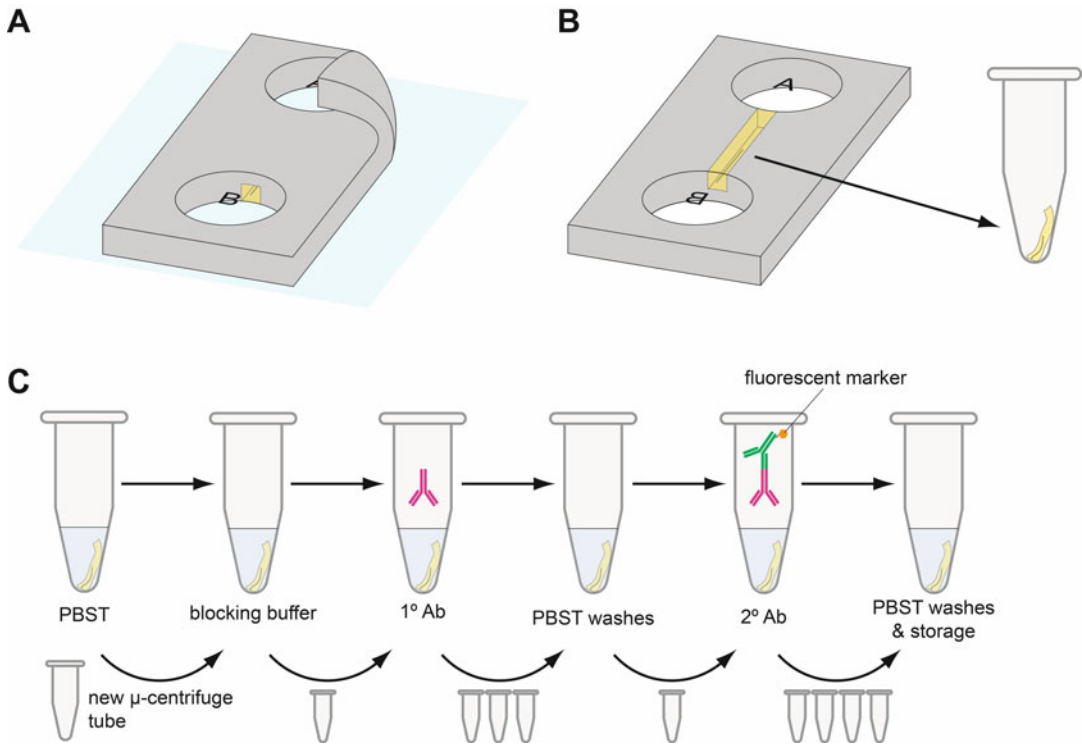 A
B
A
B
A
B
C
fluorescent marker
PBST
blocking buffer
1º Ab
PBST washes
2º Ab
PBST washes
& storage
new μ-centrifuge
tube